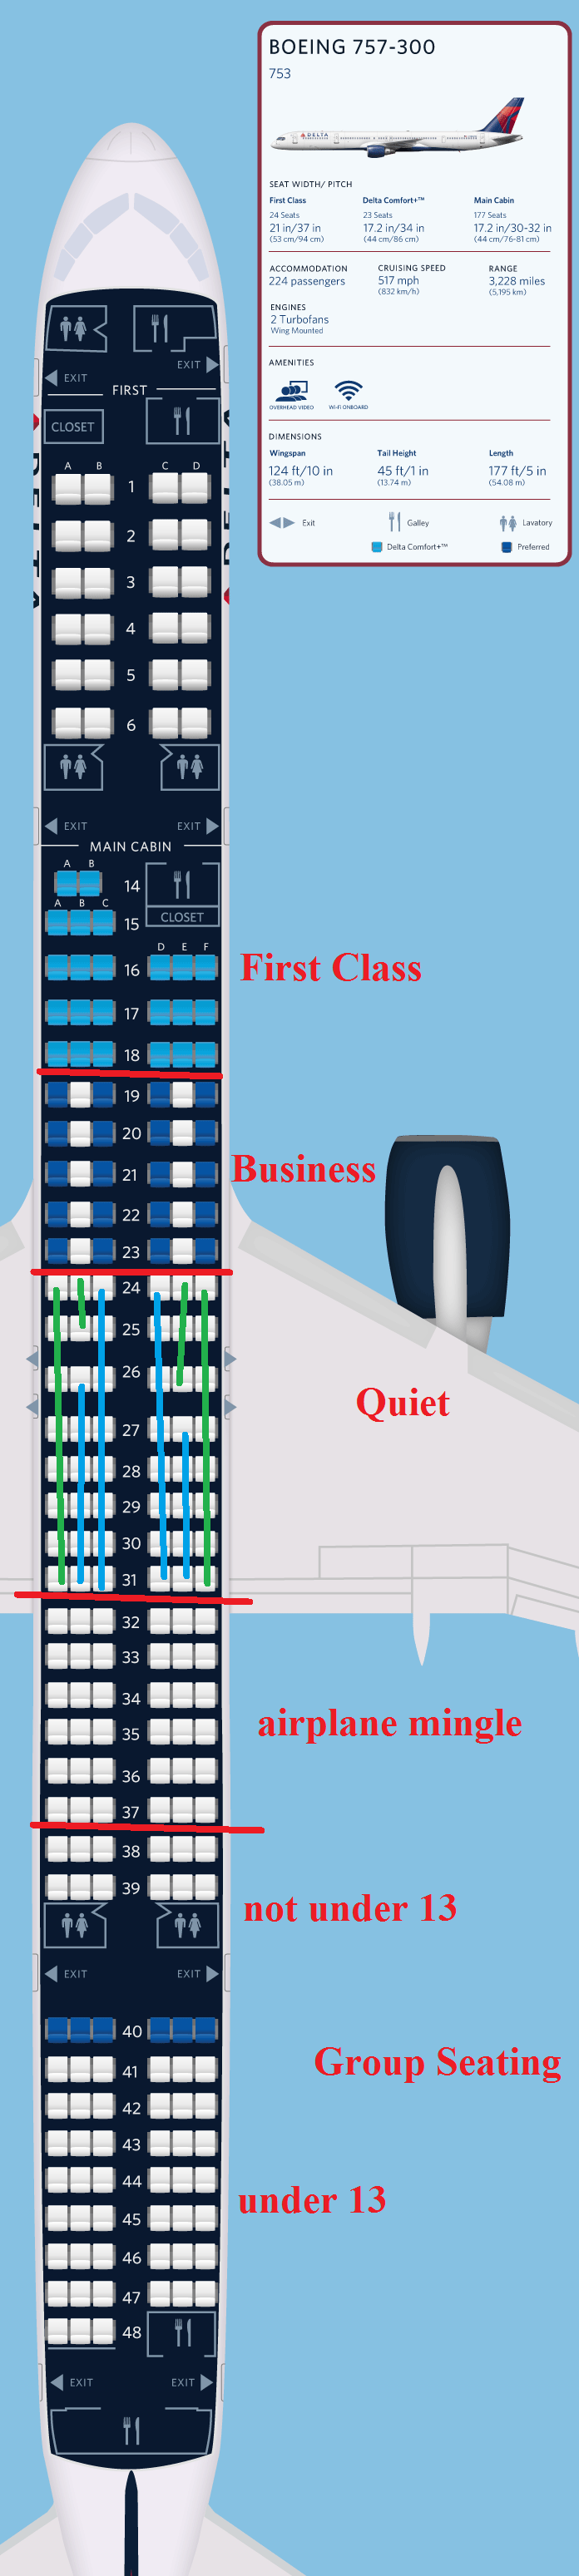 BOEING 757-300
753
DELTA
SEAT WIDTH/ PITCH
First Class Delta Comfort+™ Main Cabin
24 Seats 23 Seats 177 Seats
21 in/37 in 17.2 in/34 in 17.2 in/30-32 in
(53 cm/94 cm) (44 cm/86 cm) (44 cm/76-81 cm)
ACCOMMODATION CRUISING SPEED RANGE
224 passengers 517 mph 3,228 miles
(832 km/h) (5,195 km)
ENGINES
2 Turbofans
Wing Mounted
AMENITIES
OVERHEAD VIDEO WI-FI ONBOARD
DIMENSIONS
Wingspan Tail Height Length
124 ft/10 in 45 ft/1 in 177 ft/5 in
(38.05 m) (13.74 m) (54.08 m)
Exit Galley Lavatory
Delta Comfort+™ Preferred
EXIT EXIT
FIRST
CLOSET
A B C D
DELTA
DELTA
1
2
3
4
5
6
EXIT EXIT
MAIN CABIN
A B
14
A B C
CLOSET
15
D E F
16
First Class
17
18
19
20
Business
21
22
23
24
25
26
Quiet
27
28
29
30
31
32
33
34
airplane mingle
35
36
37
38
39
not under 13
EXIT EXIT
40
Group Seating
41
42
43
44
under 13
45
46
47
48
EXIT EXIT